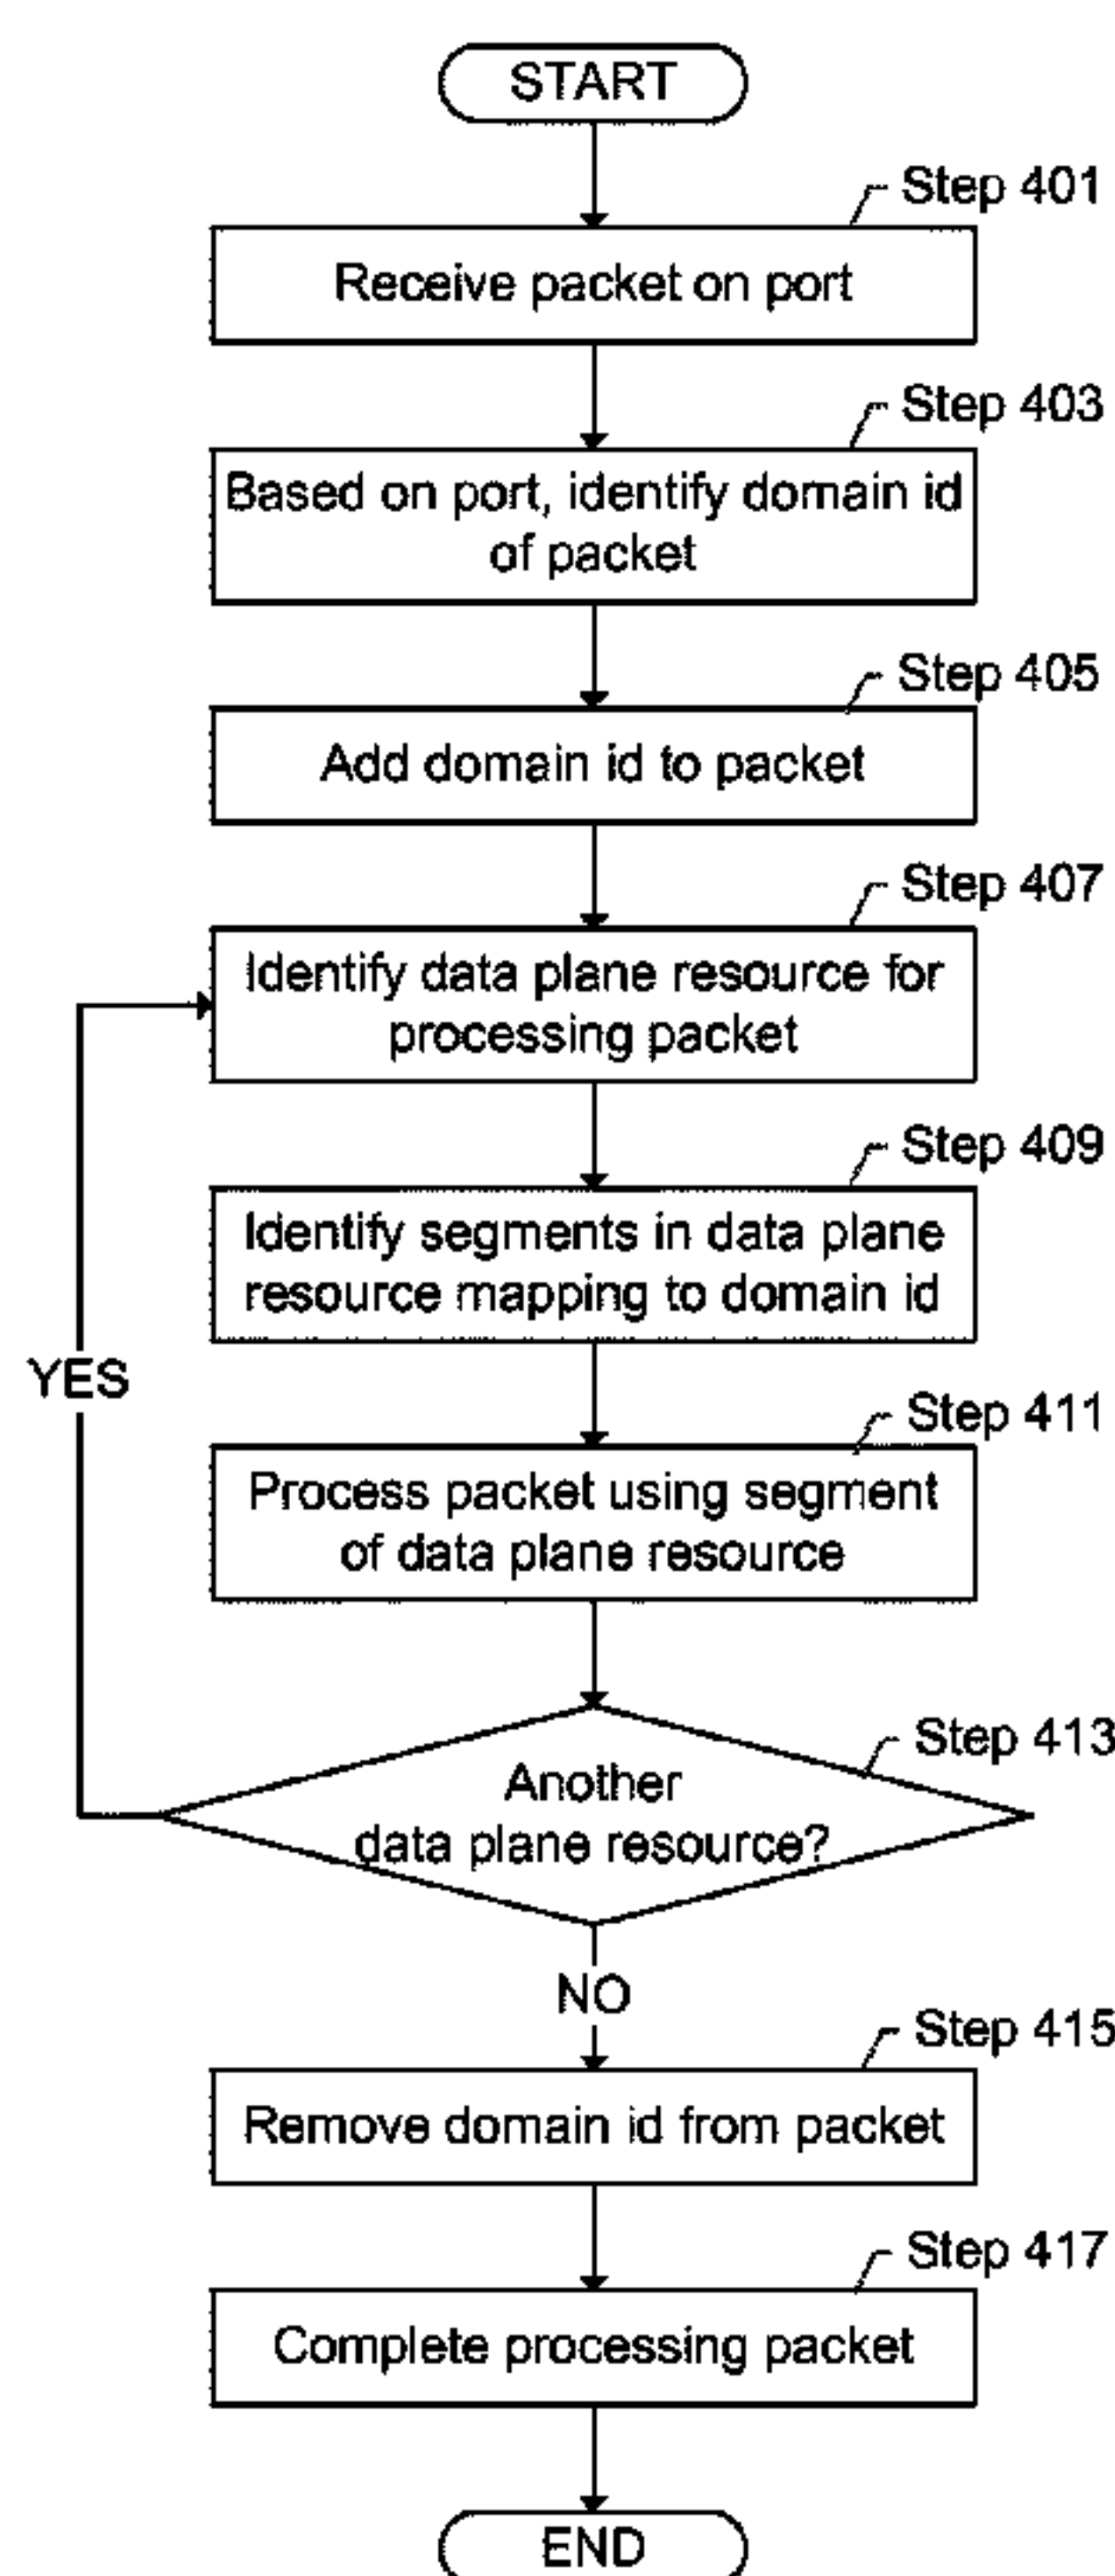 START
Step 401
Receive packet on port
Step 403
Based on port, identify domain id
of packet
Step 405
Add domain id to packet
Step 407
Identify data plane resource for
processing packet
Step 409
Identify segments in data plane
resource mapping to domain id
YES
Step 411
Process packet using segment
of data plane resource
Step 413
Another
data plane resource?
NO
Step 415
Remove domain id from packet
Step 417
Complete processing packet
END